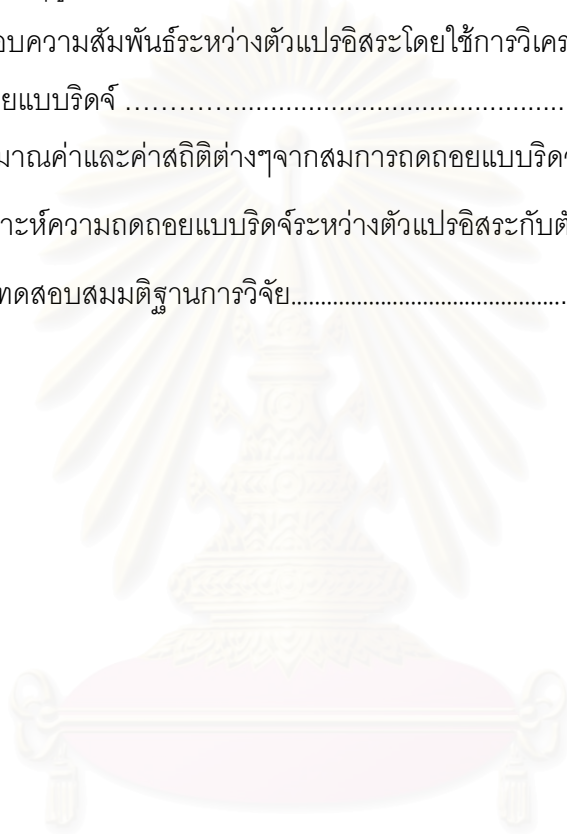 อบความสัมพันธ์ระหว่างตัวแปรอิสระโดยใช้การวิเคร
ยแบบริดจ์ ………….............................................
มาณค่าและค่าสถิติต่างๆจากสมการถดถอยแบบริดจ
าะห์ความถดถอยแบบริดจ์ระหว่างตัวแปรอิสระกับตั
ทดสอบสมมติฐานการวิจัย.............................................